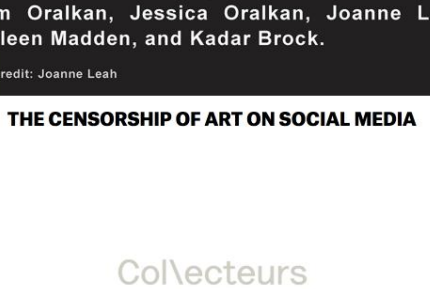 Oralkan, Jessica Oralkan, Joanne
Madden, and Kadar Brock.
Joanne Leah
THE CENSORSHIP OF ART ON SOCIAL MEDIA
Col\ecteurs